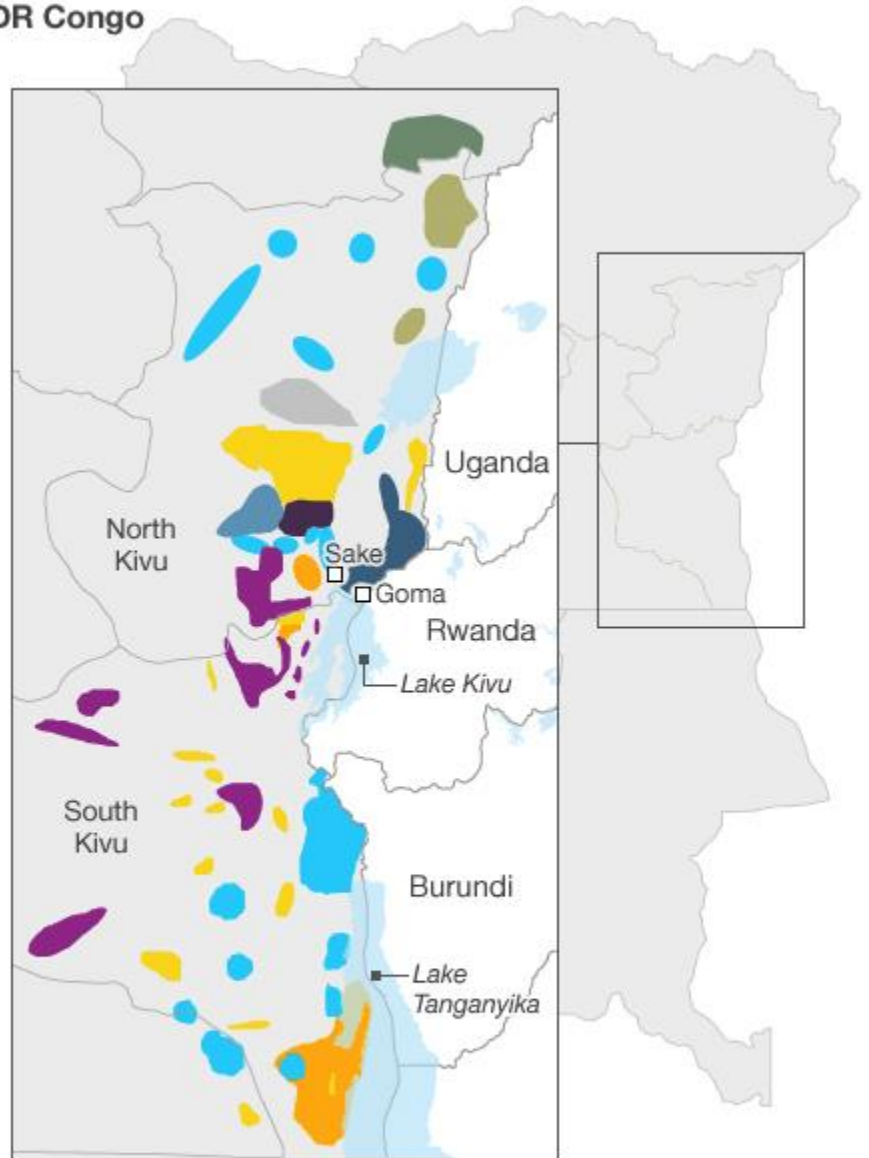 DR Congo
Uganda
North
Kivu
Sake
Goma
Rwanda
Lake Kivu
South
Kivu
Burundi
Lake
Tanganyika